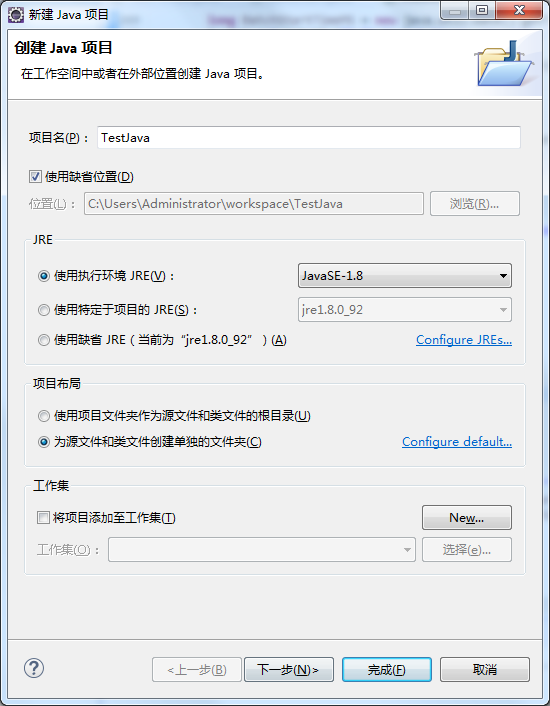 新建 Java 项目
创建 Java 项目
在工作空间中或者在外部位置创建 Java 项目。
项目名(P)： TestJava
使用缺省位置(D)
位置(L)： C:\Users\Administrator\workspace\TestJava 浏览(R)...
JRE
使用执行环境 JRE(V)： JavaSE-1.8
使用特定于项目的 JRE(S)： jre1.8.0_92
使用缺省 JRE（当前为“jre1.8.0_92”）(A) Configure JREs...
项目布局
使用项目文件夹作为源文件和类文件的根目录(U)
为源文件和类文件创建单独的文件夹(C) Configure default...
工作集
将项目添加至工作集(T) New...
工作集(O)： 选择(e)...
? <上一步(B) 下一步(N)> 完成(F) 取消